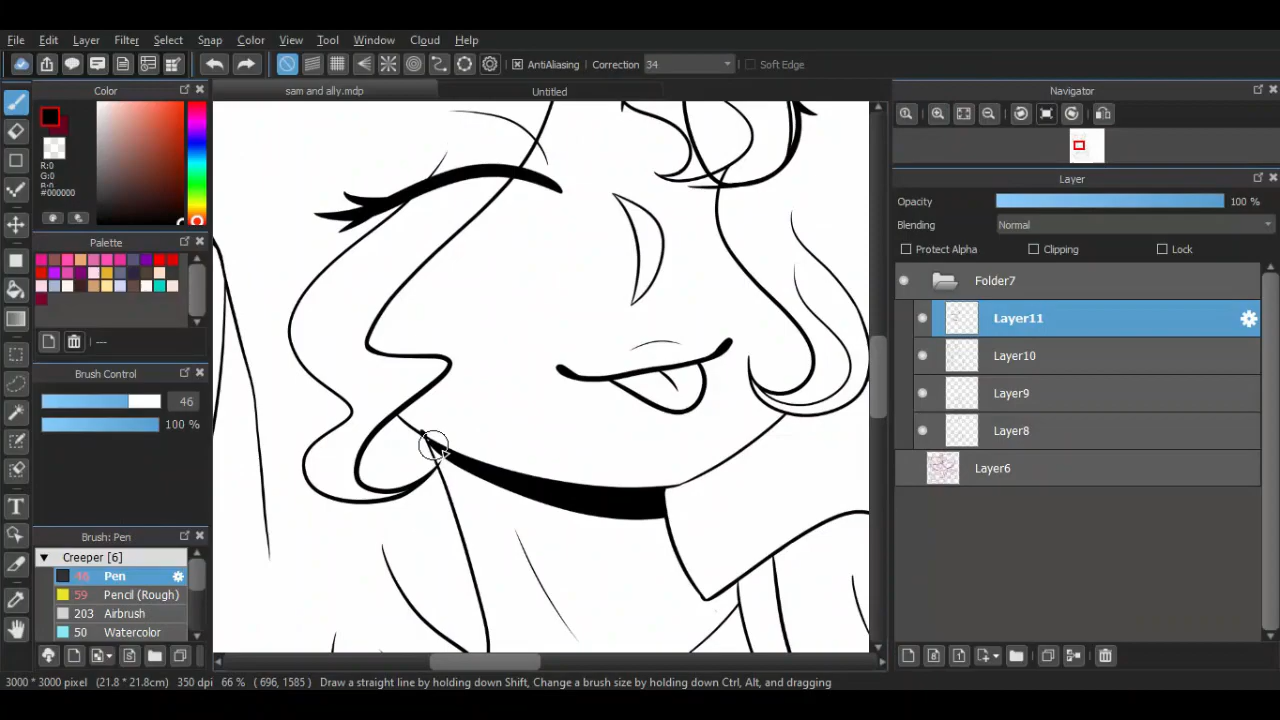 File Edit Layer Filter Select Snap Color View Tool Window Cloud Help
AntiAliasing Correction 34 Soft Edge
Color
sam and ally.mdp Untitled
R:0
G:0
B:0
#000000
Palette
---
Brush Control
46
100 %
Brush: Pen
Creeper [6]
46 Pen
59 Pencil (Rough)
203 Airbrush
50 Watercolor
Navigator
Layer
Opacity 100 %
Blending Normal
Protect Alpha Clipping Lock
Folder7
Layer11
Layer10
Layer9
Layer8
Layer6
3000 * 3000 pixel (21.8 * 21.8cm) 350 dpi 66 % ( 696, 1585) Draw a straight line by holding down Shift, Change a brush size by holding down Ctrl, Alt, and dragging